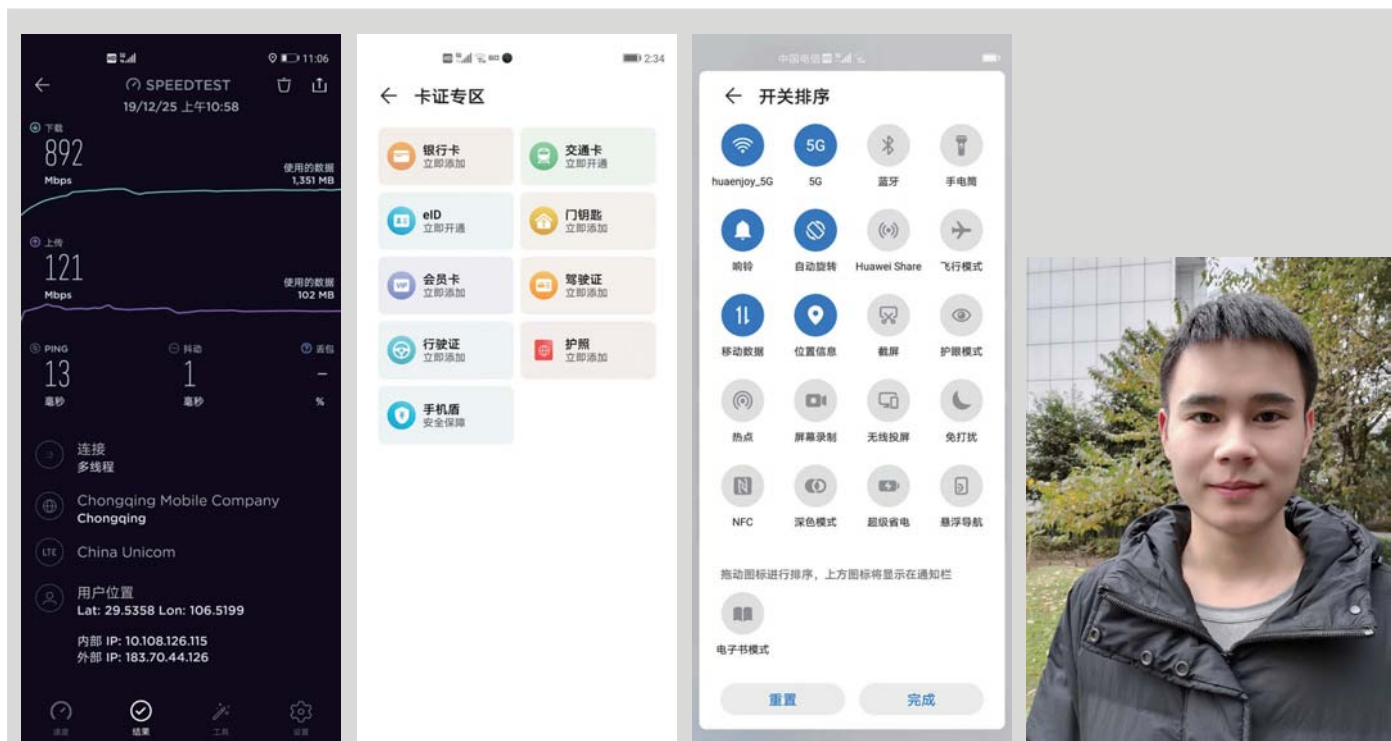 11:06
SPEEDTEST
19/12/25 上午10:58
下载
892
Mbps
使用的数据
1,351 MB
上传
121
Mbps
使用的数据
102 MB
PING
抖动
丢包
13
1
–
毫秒
毫秒
%
连接
多线程
Chongqing Mobile Company
Chongqing
LTE
China Unicom
用户位置
Lat: 29.5358 Lon: 106.5199
内部 IP: 10.108.126.115
外部 IP: 183.70.44.126
速度
结果
工具
设置
2:34
卡证专区
银行卡
立即添加
交通卡
立即开通
eID
立即开通
门钥匙
立即添加
VIP
会员卡
立即添加
驾驶证
立即添加
行驶证
立即添加
护照
立即添加
手机盾
安全保障
中国电信
开关排序
5G
huaenjoy_5G
5G
蓝牙
手电筒
响铃
自动旋转
Huawei Share
飞行模式
移动数据
位置信息
截屏
护眼模式
热点
屏幕录制
无线投屏
免打扰
NFC
深色模式
超级省电
悬浮导航
拖动图标进行排序，上方图标将显示在通知栏
电子书模式
重置
完成